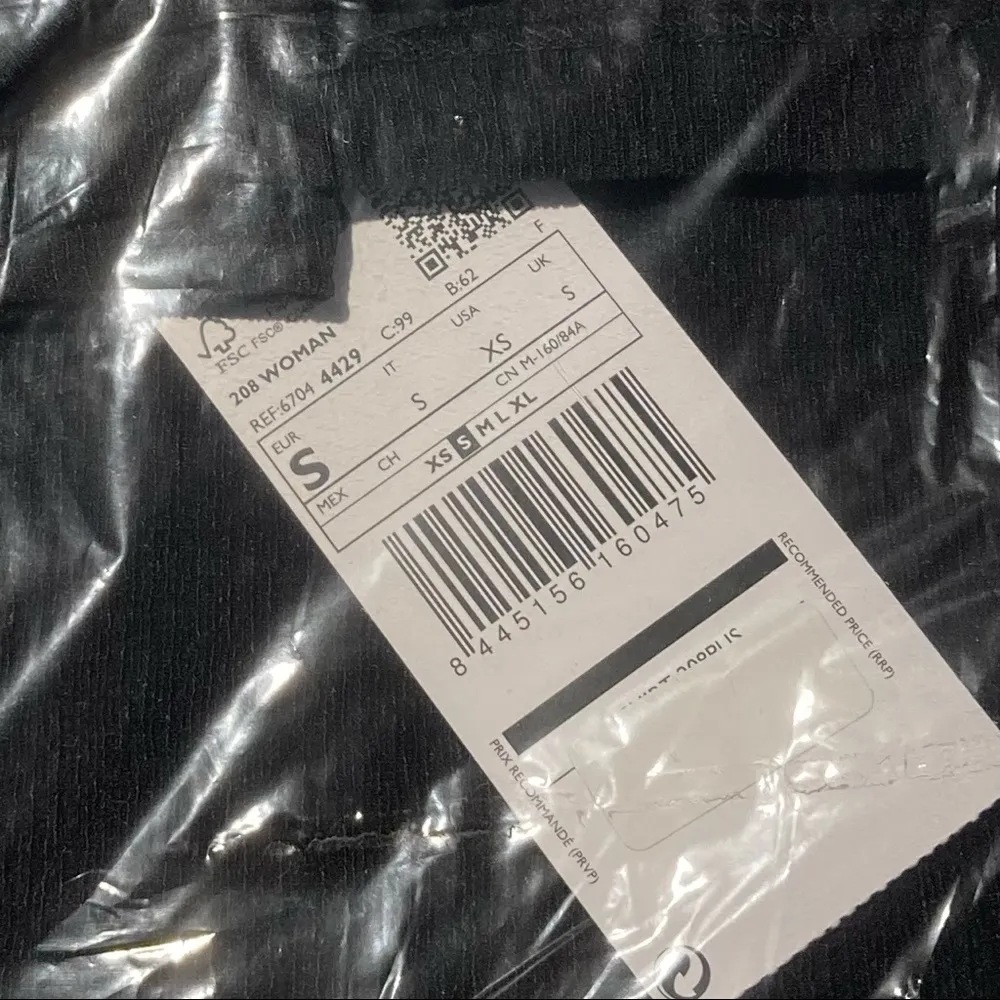 FSC FSC®
208 WOMAN
REF:6704 4429 C:99 B:62
EUR IT USA UK F
S S XS S
MEX CH CN M-160/84A
XS S M L XL
8 445156 160475
RECOMMENDED PRICE (RRP)
PRIX RECOMMANDÉ (PRVP)